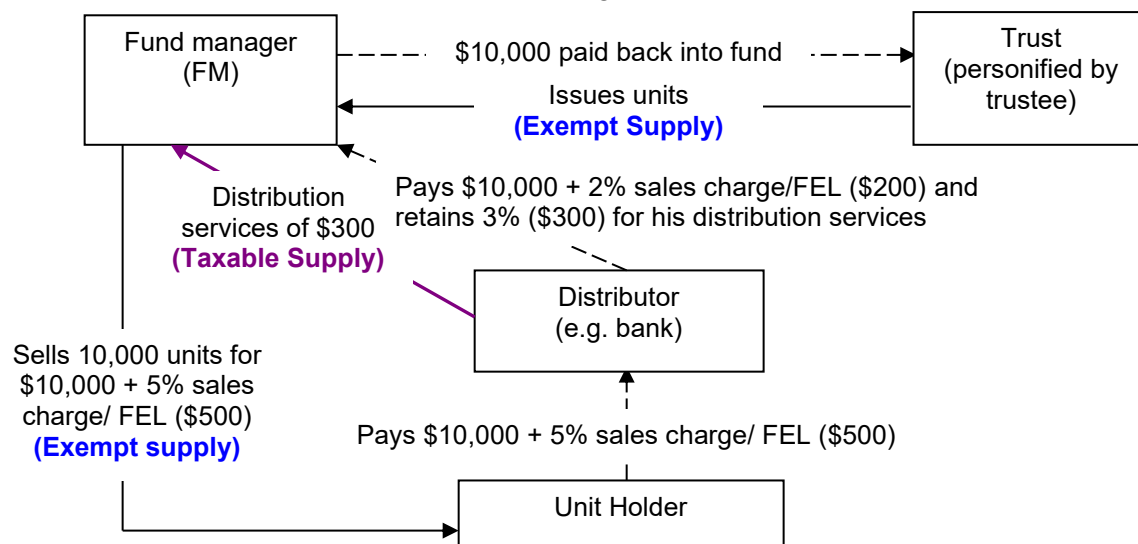 Fund manager
(FM)
$10,000 paid back into fund
Trust
(personified by
trustee)
Issues units
(Exempt Supply)
Distribution
services of $300
(Taxable Supply)
Pays $10,000 + 2% sales charge/FEL ($200) and
retains 3% ($300) for his distribution services
Distributor
(e.g. bank)
Sells 10,000 units for
$10,000 + 5% sales
charge/ FEL ($500)
(Exempt supply)
Pays $10,000 + 5% sales charge/ FEL ($500)
Unit Holder